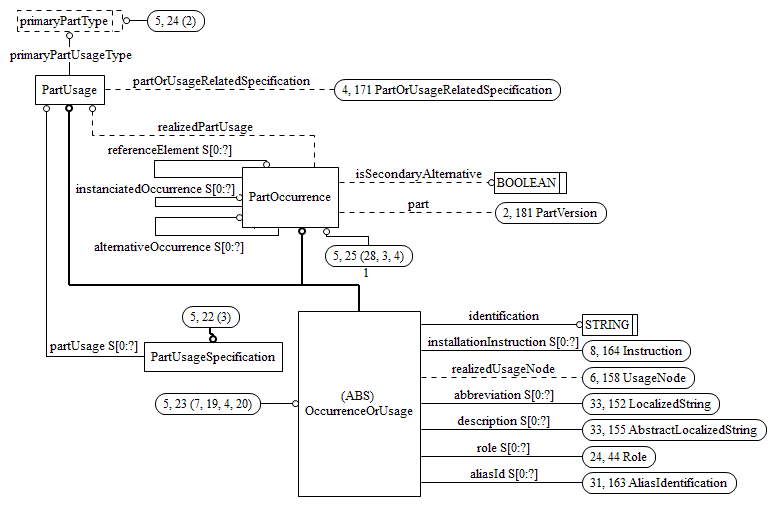 primaryPartType
5, 24 (2)
primaryPartUsageType
PartUsage
partOrUsageRelatedSpecification
4, 171 PartOrUsageRelatedSpecification
realizedPartUsage
referenceElement S[0:?]
isSecondaryAlternative
BOOLEAN
instanciatedOccurrence S[0:?]
PartOccurrence
part
2, 181 PartVersion
alternativeOccurrence S[0:?]
5, 25 (28, 3, 4)
1
5, 22 (3)
identification
STRING
partUsage S[0:?]
PartUsageSpecification
installationInstruction S[0:?]
8, 164 Instruction
realizedUsageNode
6, 158 UsageNode
5, 23 (7, 19, 4, 20)
(ABS)
OccurrenceOrUsage
abbreviation S[0:?]
33, 152 LocalizedString
description S[0:?]
33, 155 AbstractLocalizedString
role S[0:?]
24, 44 Role
aliasId S[0:?]
31, 163 AliasIdentification